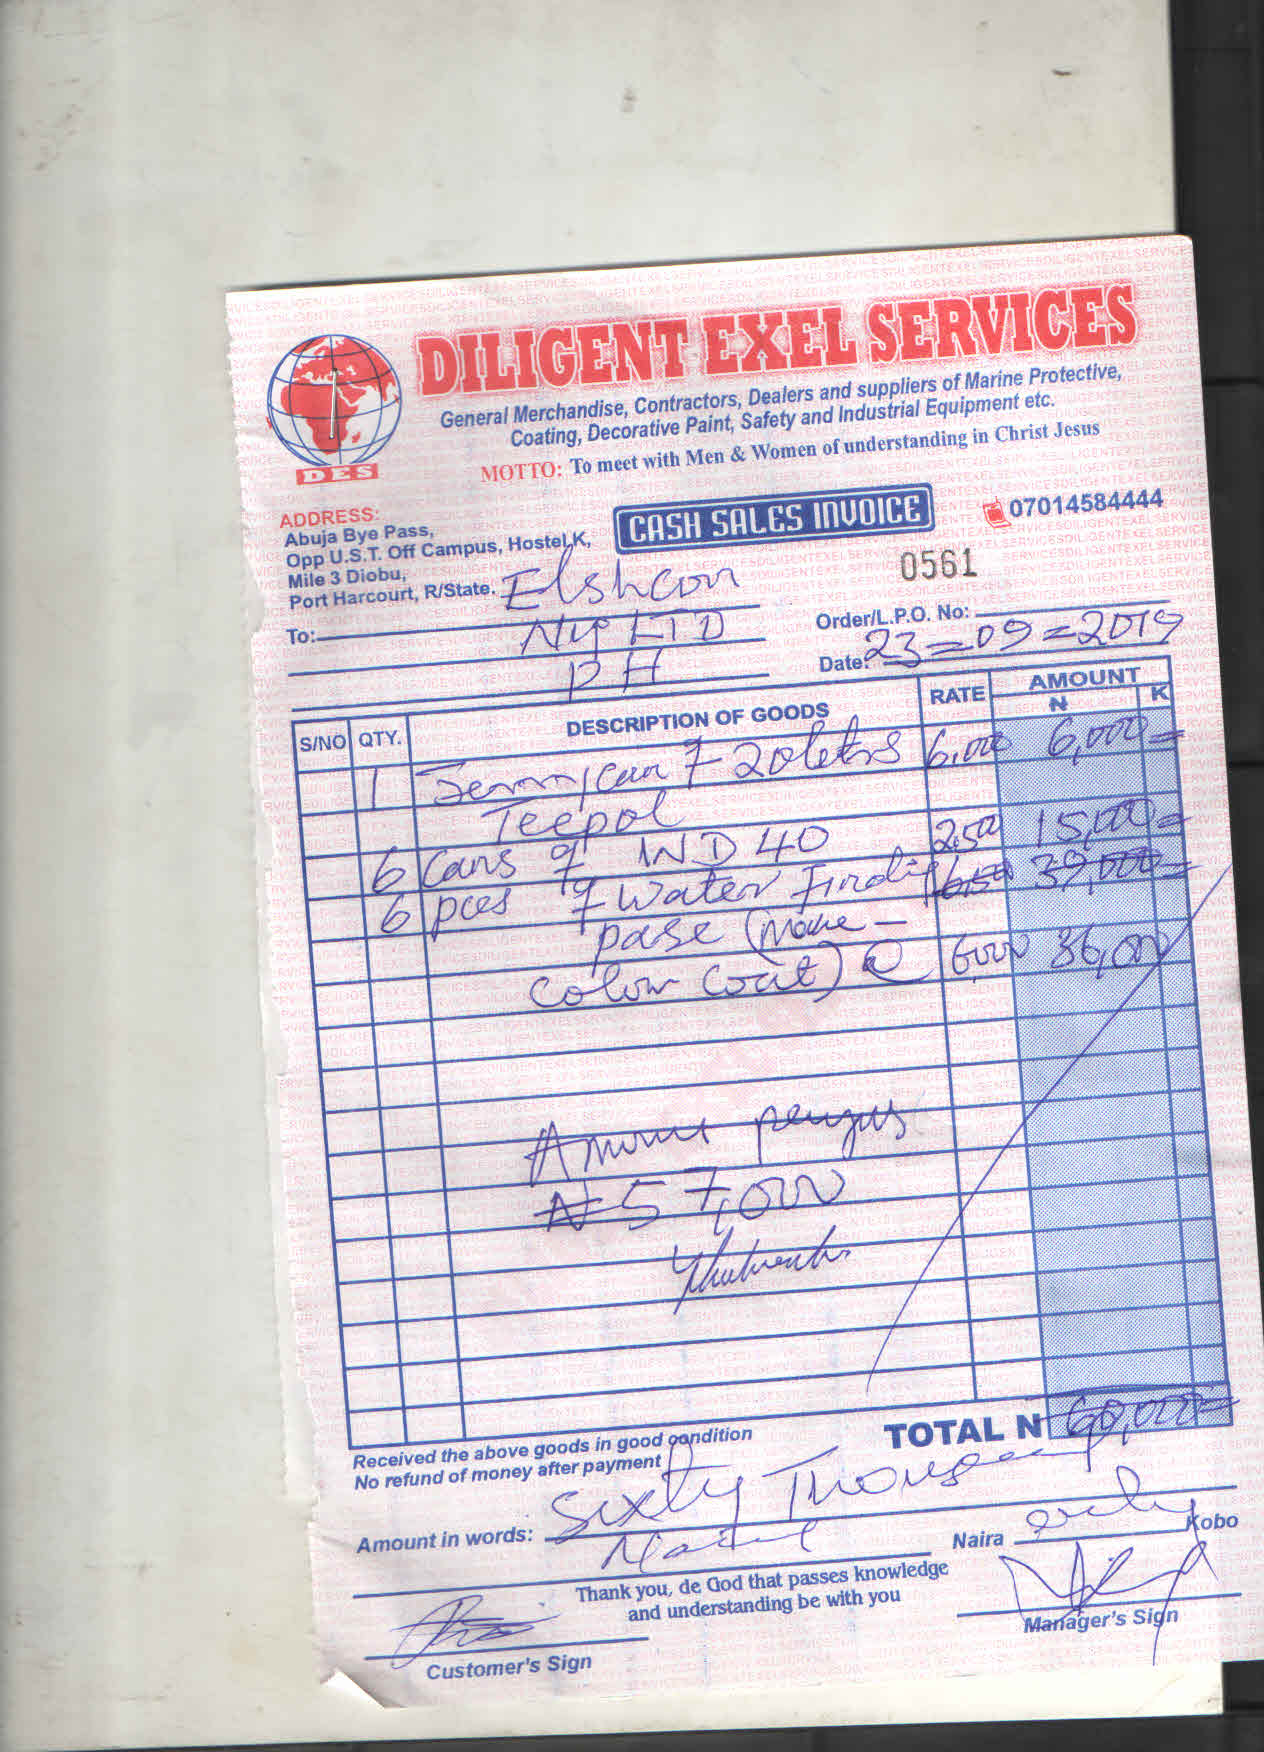 DILIGENT EXEL SERVICES
General Merchandise, Contractors, Dealers and suppliers of Marine Protective,
Coating, Decorative Paint, Safety and Industrial Equipment etc.
MOTTO: To meet with Men & Women of understanding in Christ Jesus
DES
ADDRESS:
Abuja Bye Pass,
Opp U.S.T. Off Campus, Hostel K,
Mile 3 Diobu,
Port Harcourt, R/State.
CASH SALES INVOICE
07014584444
0561
To: Elshcon
Nig LTD
PH
Order/L.P.O. No:
Date: 23=09=2019
S/NO QTY. DESCRIPTION OF GOODS RATE AMOUNT
N K
1 Jerrycan of 20letrs 6,000 6,000=
Teepol
6 Cans of WD 40 2500 15,000=
6 pces of Water Finding 6,500 39,000=
pase
Colour Coat) @ 6000 36,000
Amount
₦57,000
TOTAL N 60,000=
Received the above goods in good condition
No refund of money after payment
Amount in words: Sixty Thousand
Naira only Kobo
Thank you, de God that passes knowledge
and understanding be with you
Customer's Sign
Manager's Sign